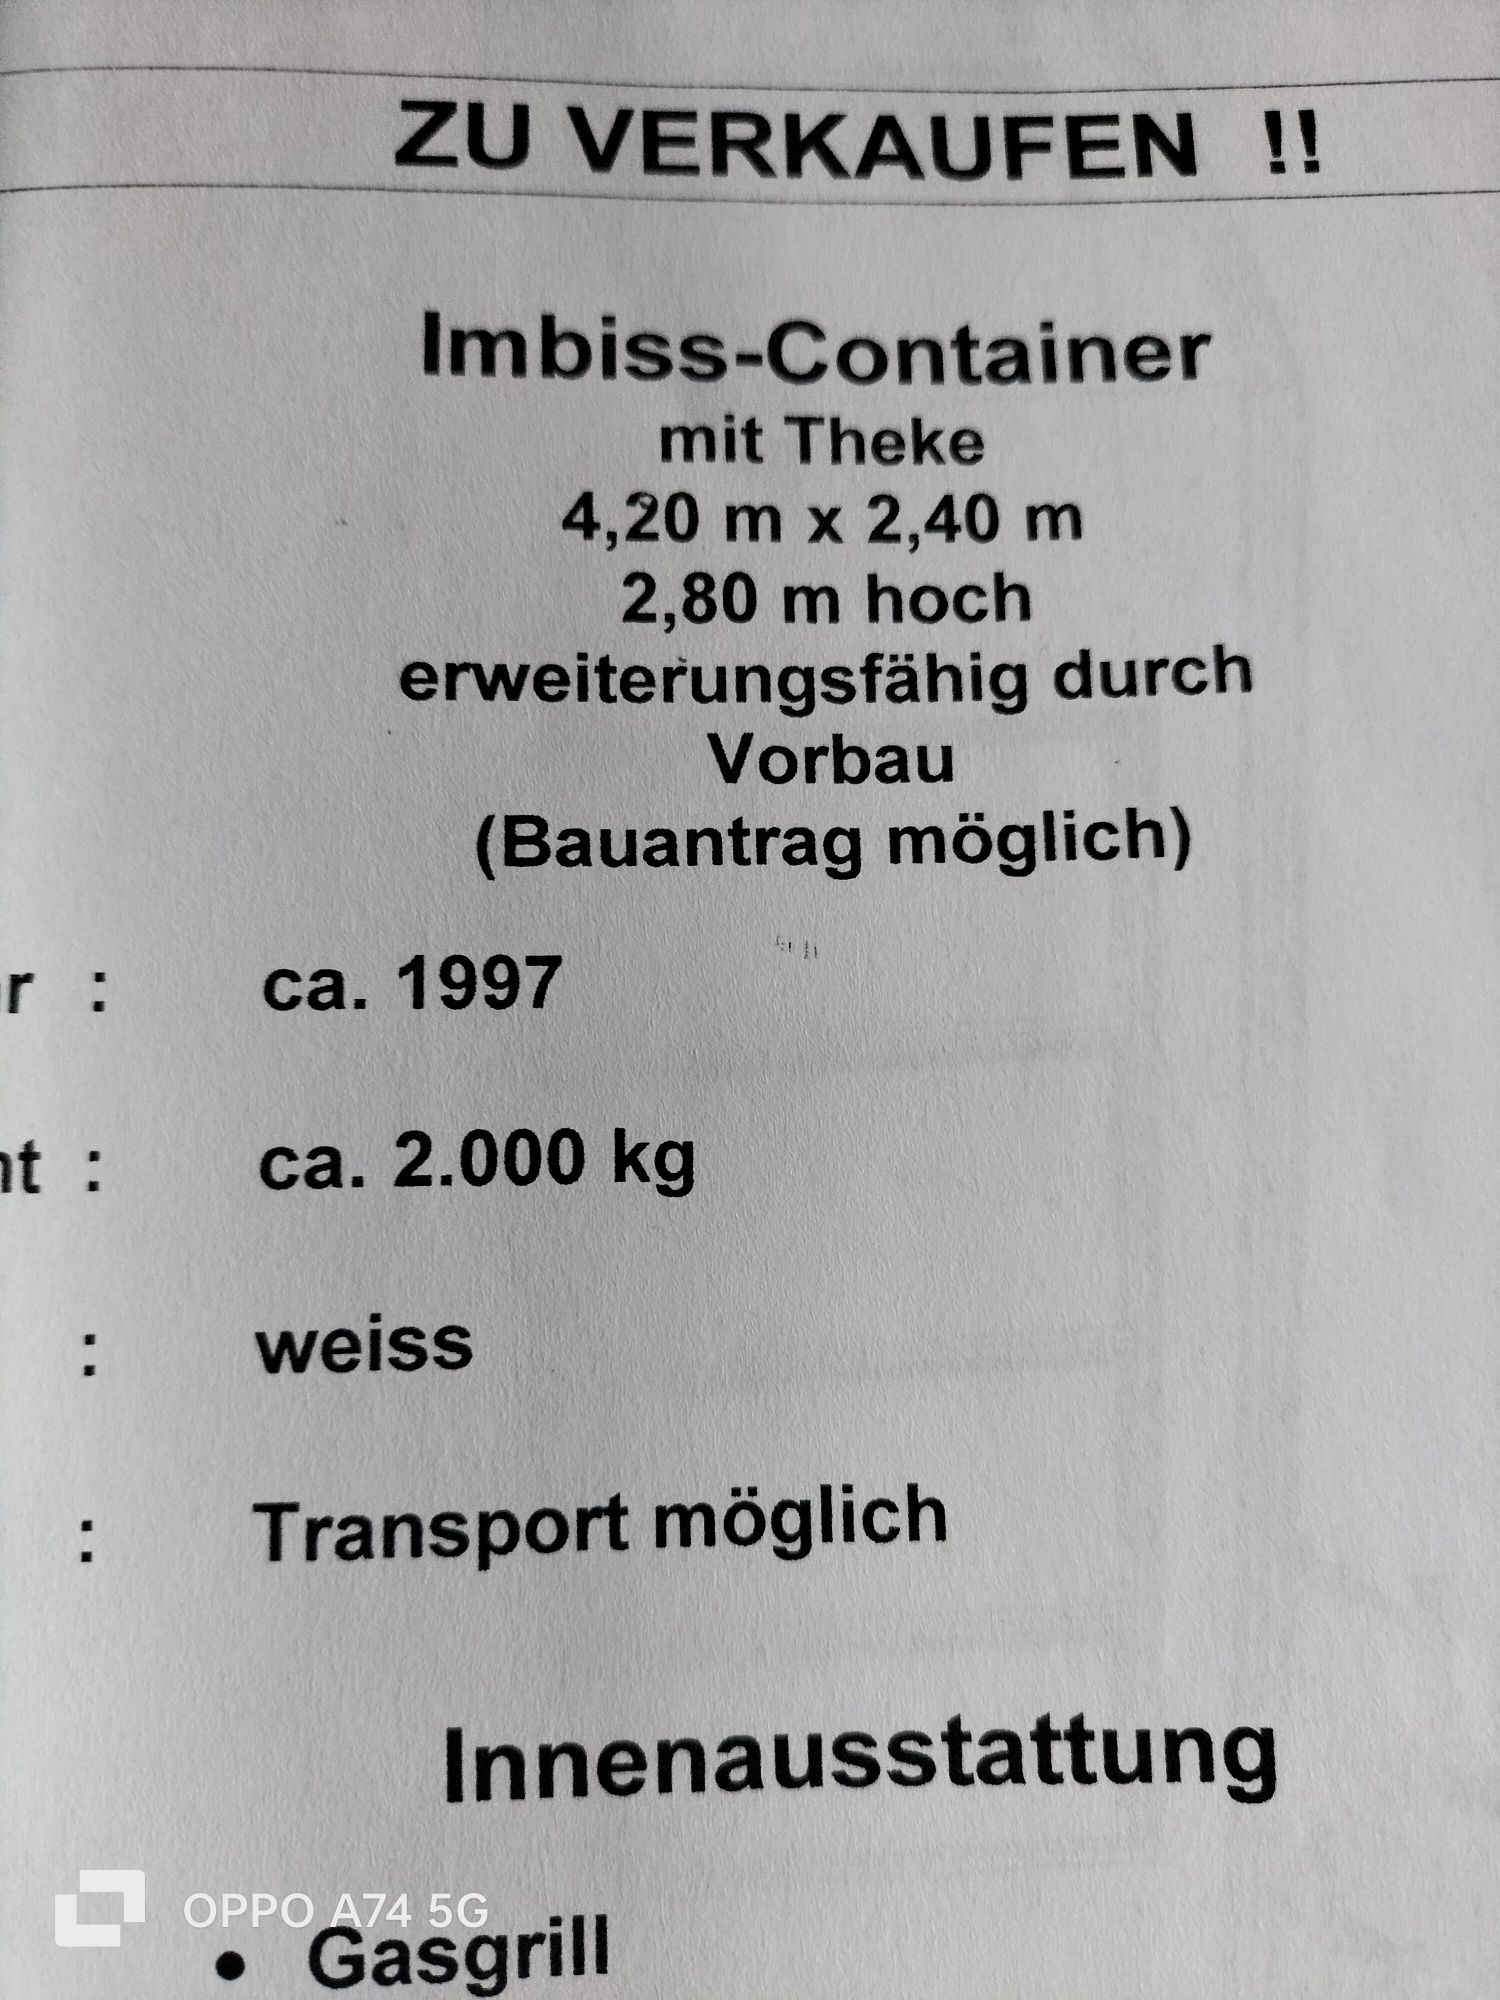 ZU VERKAUFEN !!
Imbiss-Container
mit Theke
4,20 m x 2,40 m
2,80 m hoch
erweiterungsfähig durch
Vorbau
(Bauantrag möglich)
r : ca. 1997
t : ca. 2.000 kg
: weiss
: Transport möglich
Innenausstattung
OPPO A74 5G
• Gasgrill